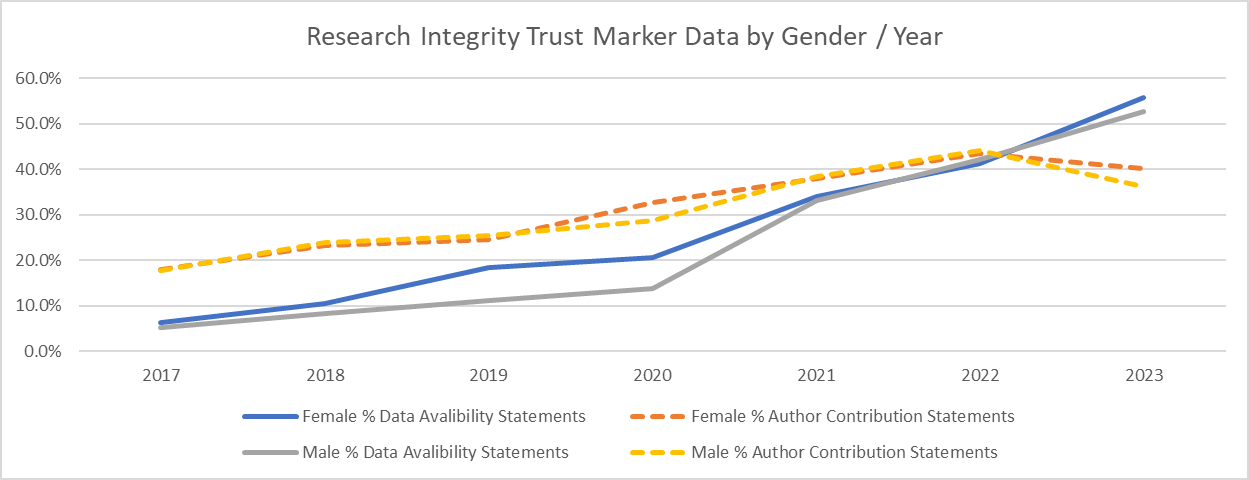 Research Integrity Trust Marker Data by Gender / Year
60.0%
50.0%
40.0%
30.0%
20.0%
10.0%
0.0%
2017 2018 2019 2020 2021 2022 2023
Female % Data Avalibility Statements Female % Author Contribution Statements
Male % Data Avalibility Statements Male % Author Contribution Statements